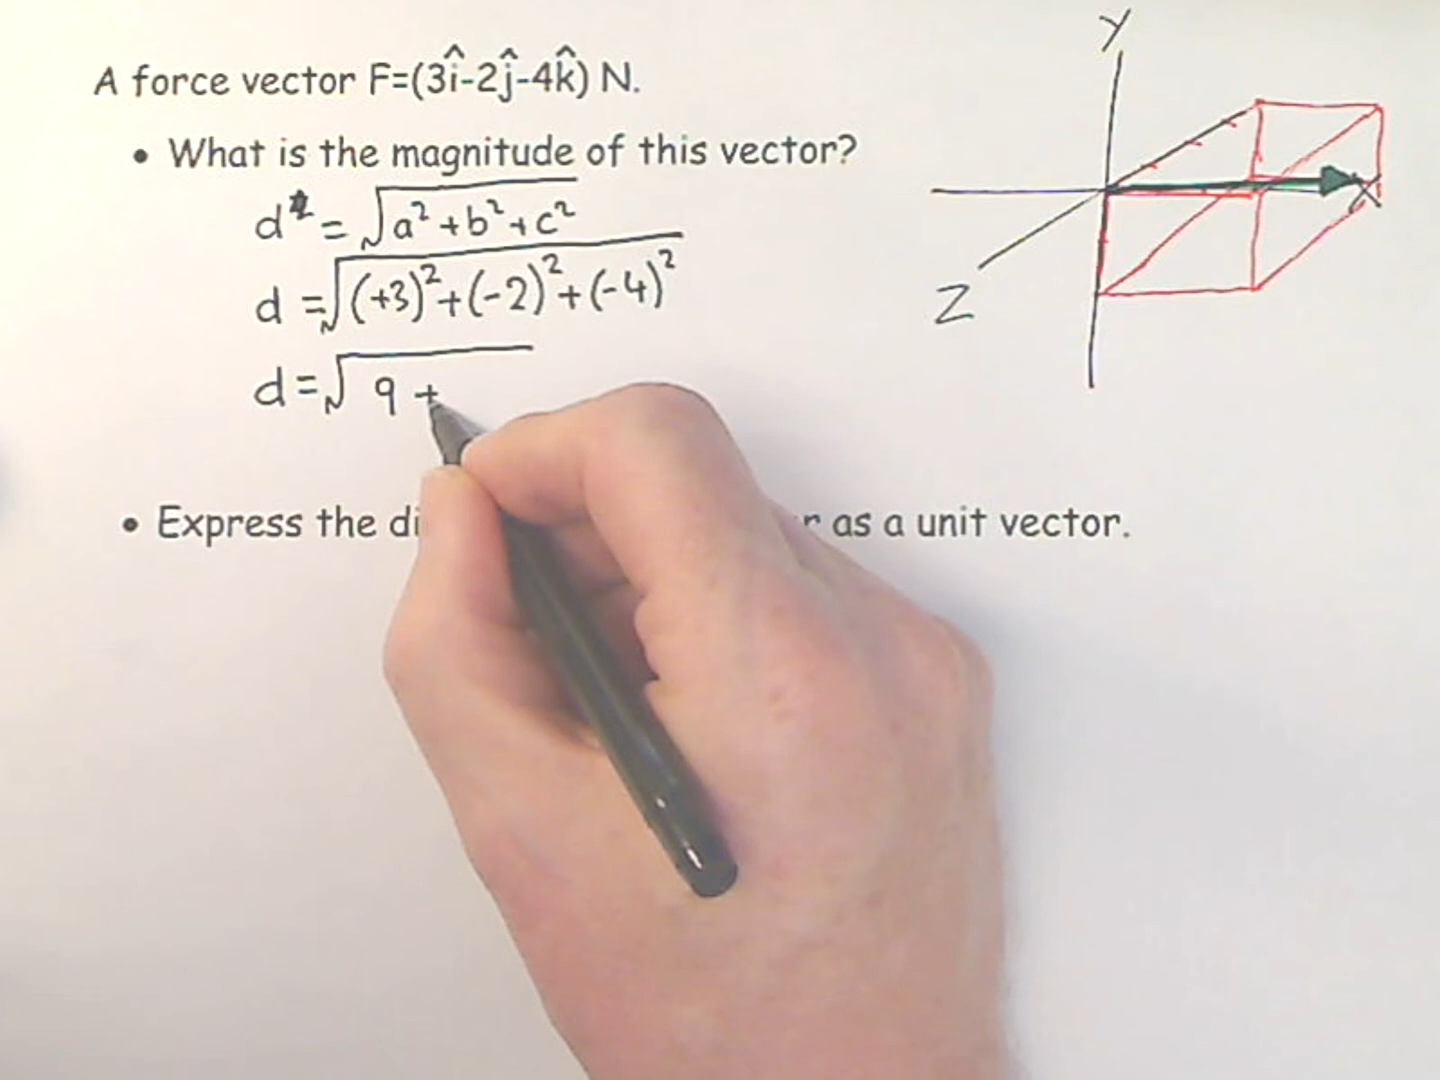 A force vector F=(3î-2ĵ-4k̂) N.
• What is the magnitude of this vector?
d = √a²+b²+c²
d = √(+3)²+(-2)²+(-4)²
d = √9 +
• Express the di as a unit vector.
Y
X
Z